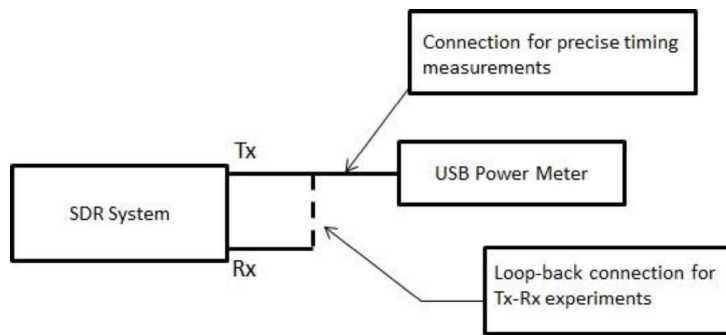 Connection for precise timing
measurements
Tx
USB Power Meter
SDR System
Rx
Loop-back connection for
Tx-Rx experiments